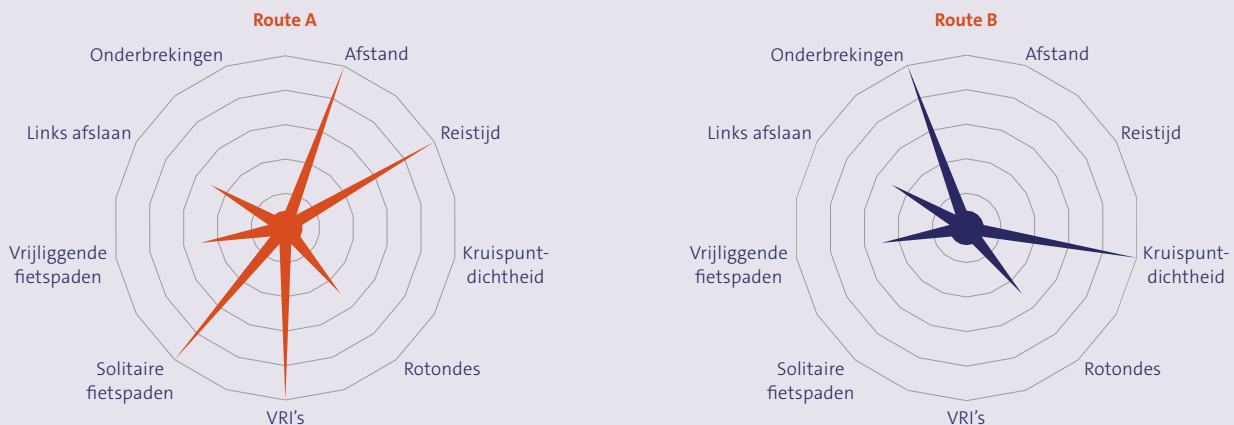 Route A
Onderbrekingen
Afstand
Links afslaan
Reistijd
Vrijliggende
fietspaden
Kruispunt-
dichtheid
Solitaire
fietspaden
Rotondes
VRI's
Route B
Onderbrekingen
Afstand
Links afslaan
Reistijd
Vrijliggende
fietspaden
Kruispunt-
dichtheid
Solitaire
fietspaden
Rotondes
VRI's